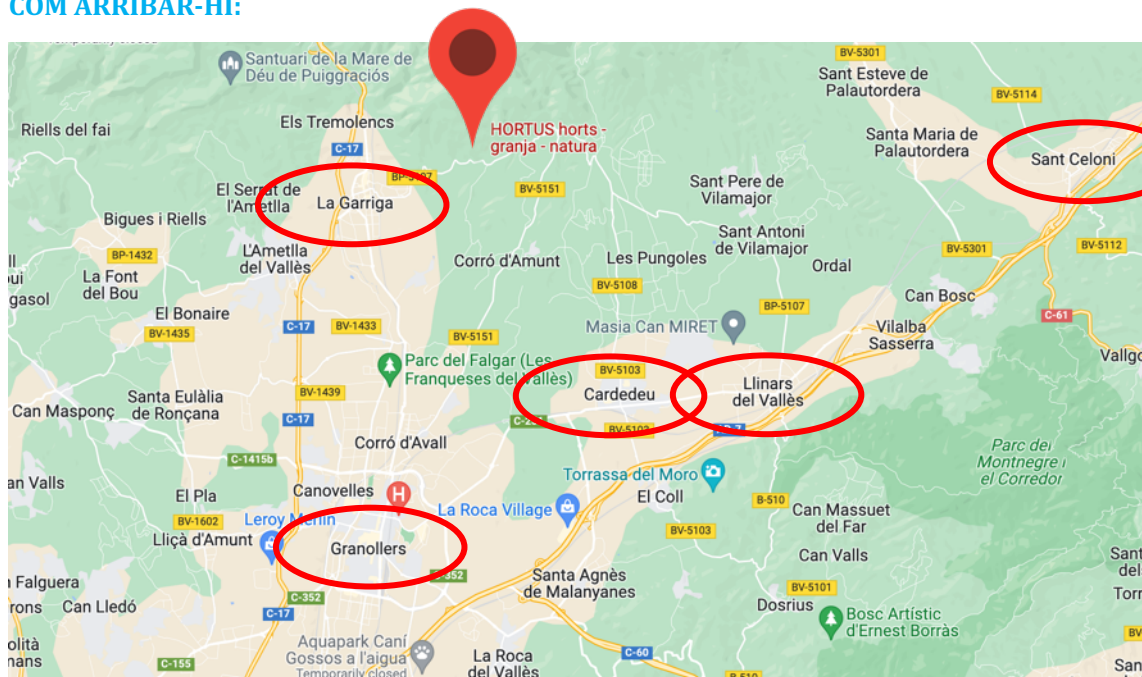 COM ARRIBAR-HI:
Santuari de la Mare de
Déu de Puiggraciós
BV-5301
Sant Esteve de
Palautordera
BV-5114
Riells del fai
Els Tremolencs
HORTUS horts -
granja - natura
C-17
Santa Maria de
Palautordera
Sant Celoni
BP-5107
El Serrat de
l'Ametlla
La Garriga
BV-5151
Sant Pere de
Vilamajor
Bigues i Riells
Sant Antoni
de Vilamajor
L'Ametlla
del Vallès
BP-1432
Corró d'Amunt
Les Pungoles
Ordal
BV-5301
BV-5112
La Font
del Bou
BV-5108
Can Bosc
El Bonaire
BP-5107
C-61
C-17
BV-1433
BV-1435
BV-5151
Masia Can MIRET
Vilalba
Sasserra
Parc del Falgar (Les
Franqueses del Vallès)
BV-5103
Cardedeu
Llinars
del Vallès
Santa Eulàlia
de Ronçana
BV-1439
Can Masponç
C-17
BV-5103
Corró d'Avall
Parc del
Montnegre i
el Corredor
C-1415b
Torrassa del Moro
El Pla
Canovelles
H
La Roca Village
El Coll
B-510
Can Massuet
del Far
BV-1602
Leroy Merlin
BV-5103
Lliçà d'Amunt
Granollers
Can Valls
C-352
Santa Agnès
de Malanyanes
BV-5101
Can Lledó
C-352
C-17
Dosrius
Bosc Artístic
d'Ernest Borràs
Aquapark Caní
Gossos a l'aigua
Temporarily closed
C-155
La Roca
del Vallès
C-60
B-510